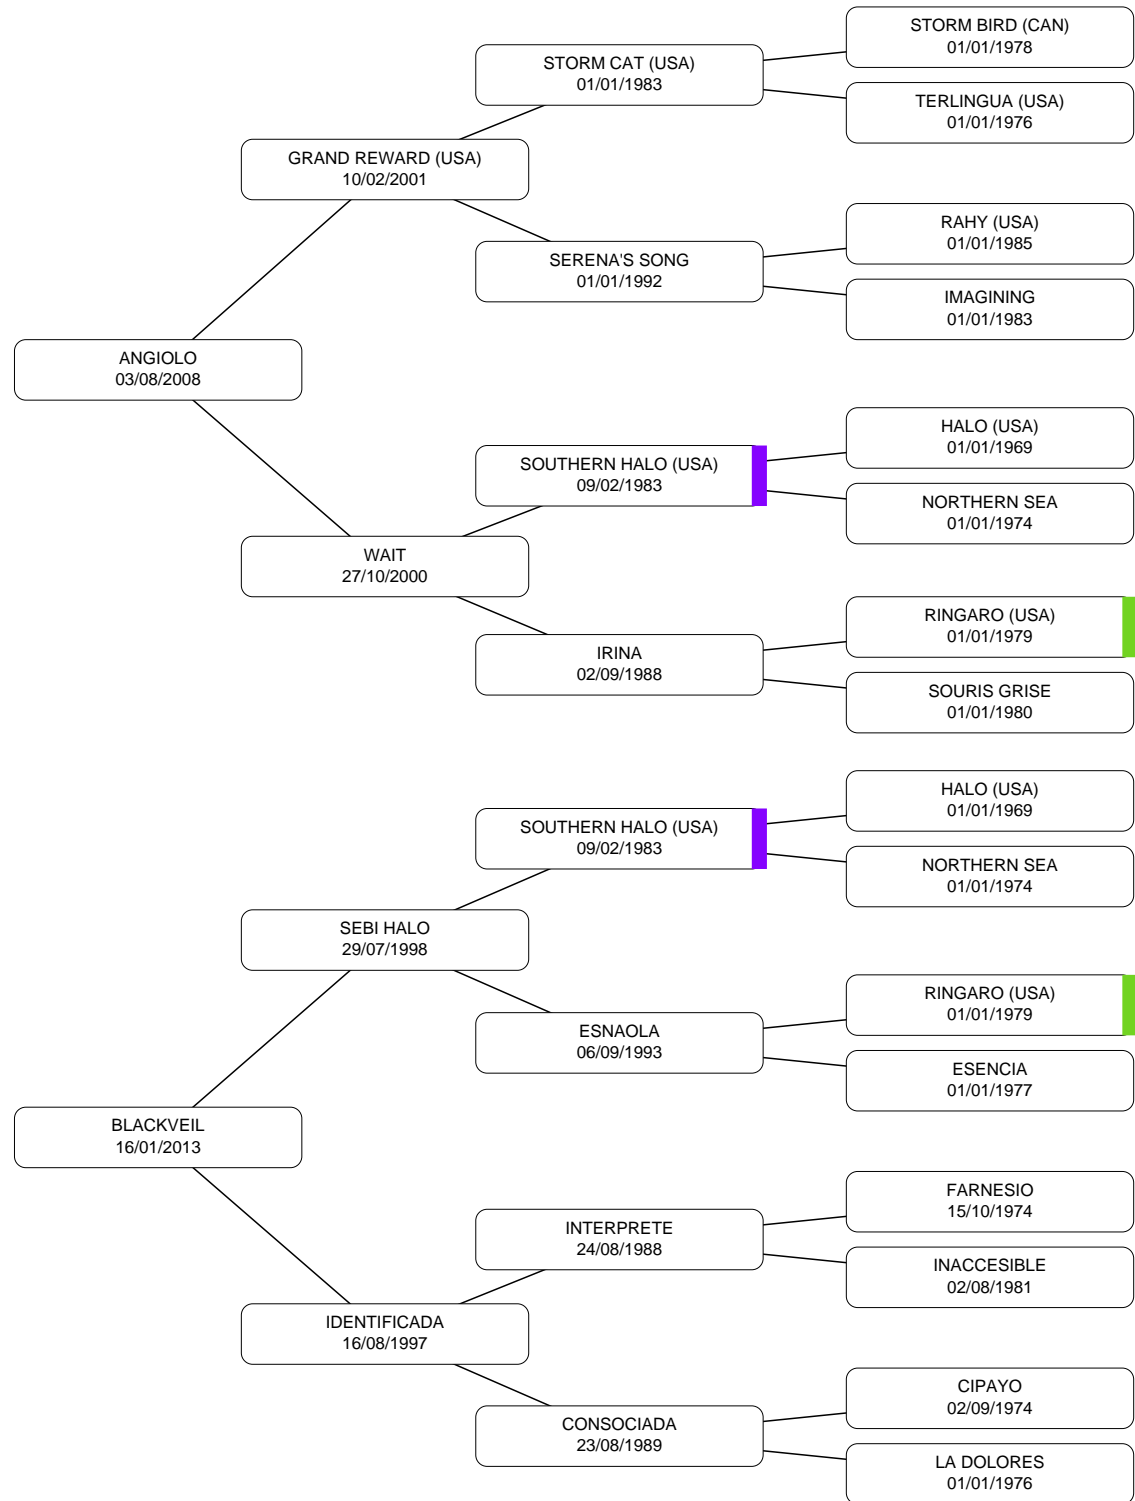 STORM BIRD (CAN)
01/01/1978
STORM CAT (USA)
01/01/1983
TERLINGUA (USA)
01/01/1976
GRAND REWARD (USA)
10/02/2001
RAHY (USA)
01/01/1985
SERENA'S SONG
01/01/1992
IMAGINING
01/01/1983
ANGIOLO
03/08/2008
HALO (USA)
01/01/1969
SOUTHERN HALO (USA)
09/02/1983
NORTHERN SEA
01/01/1974
WAIT
27/10/2000
RINGARO (USA)
01/01/1979
IRINA
02/09/1988
SOURIS GRISE
01/01/1980
HALO (USA)
01/01/1969
SOUTHERN HALO (USA)
09/02/1983
NORTHERN SEA
01/01/1974
SEBI HALO
29/07/1998
RINGARO (USA)
01/01/1979
ESNAOLA
06/09/1993
ESENCIA
01/01/1977
BLACKVEIL
16/01/2013
FARNESIO
15/10/1974
INTERPRETE
24/08/1988
INACCESIBLE
02/08/1981
IDENTIFICADA
16/08/1997
CIPAYO
02/09/1974
CONSOCIADA
23/08/1989
LA DOLORES
01/01/1976